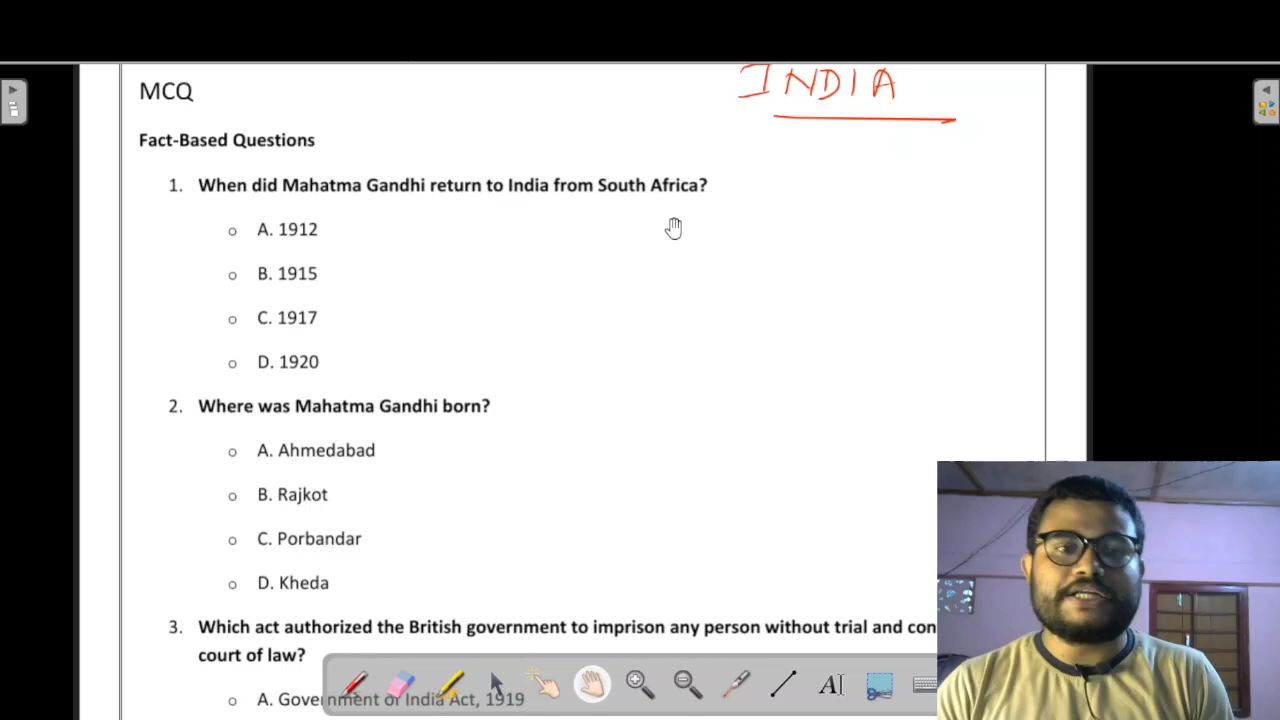 INDIA
MCQ
Fact-Based Questions
1. When did Mahatma Gandhi return to India from South Africa?
o A. 1912
o B. 1915
o C. 1917
o D. 1920
2. Where was Mahatma Gandhi born?
o A. Ahmedabad
o B. Rajkot
o C. Porbandar
o D. Kheda
3. Which act authorized the British government to imprison any person without trial and con
court of law?
o A. Government of India Act, 1919
AI